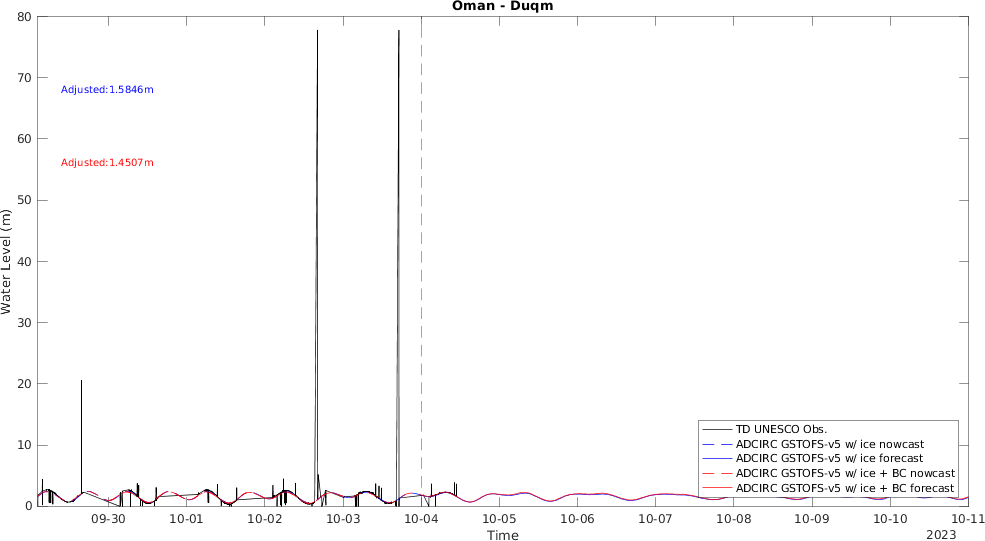 Oman - Duqm
80
70
60
50
40
30
20
10
0
Water Level (m)
Adjusted:1.5846m
Adjusted:1.4507m
TD UNESCO Obs.
ADCIRC GSTOFS-v5 w/ ice nowcast
ADCIRC GSTOFS-v5 w/ ice forecast
ADCIRC GSTOFS-v5 w/ ice + BC nowcast
ADCIRC GSTOFS-v5 w/ ice + BC forecast
09-30 10-01 10-02 10-03 10-04 10-05 10-06 10-07 10-08 10-09 10-10 10-11
Time
2023